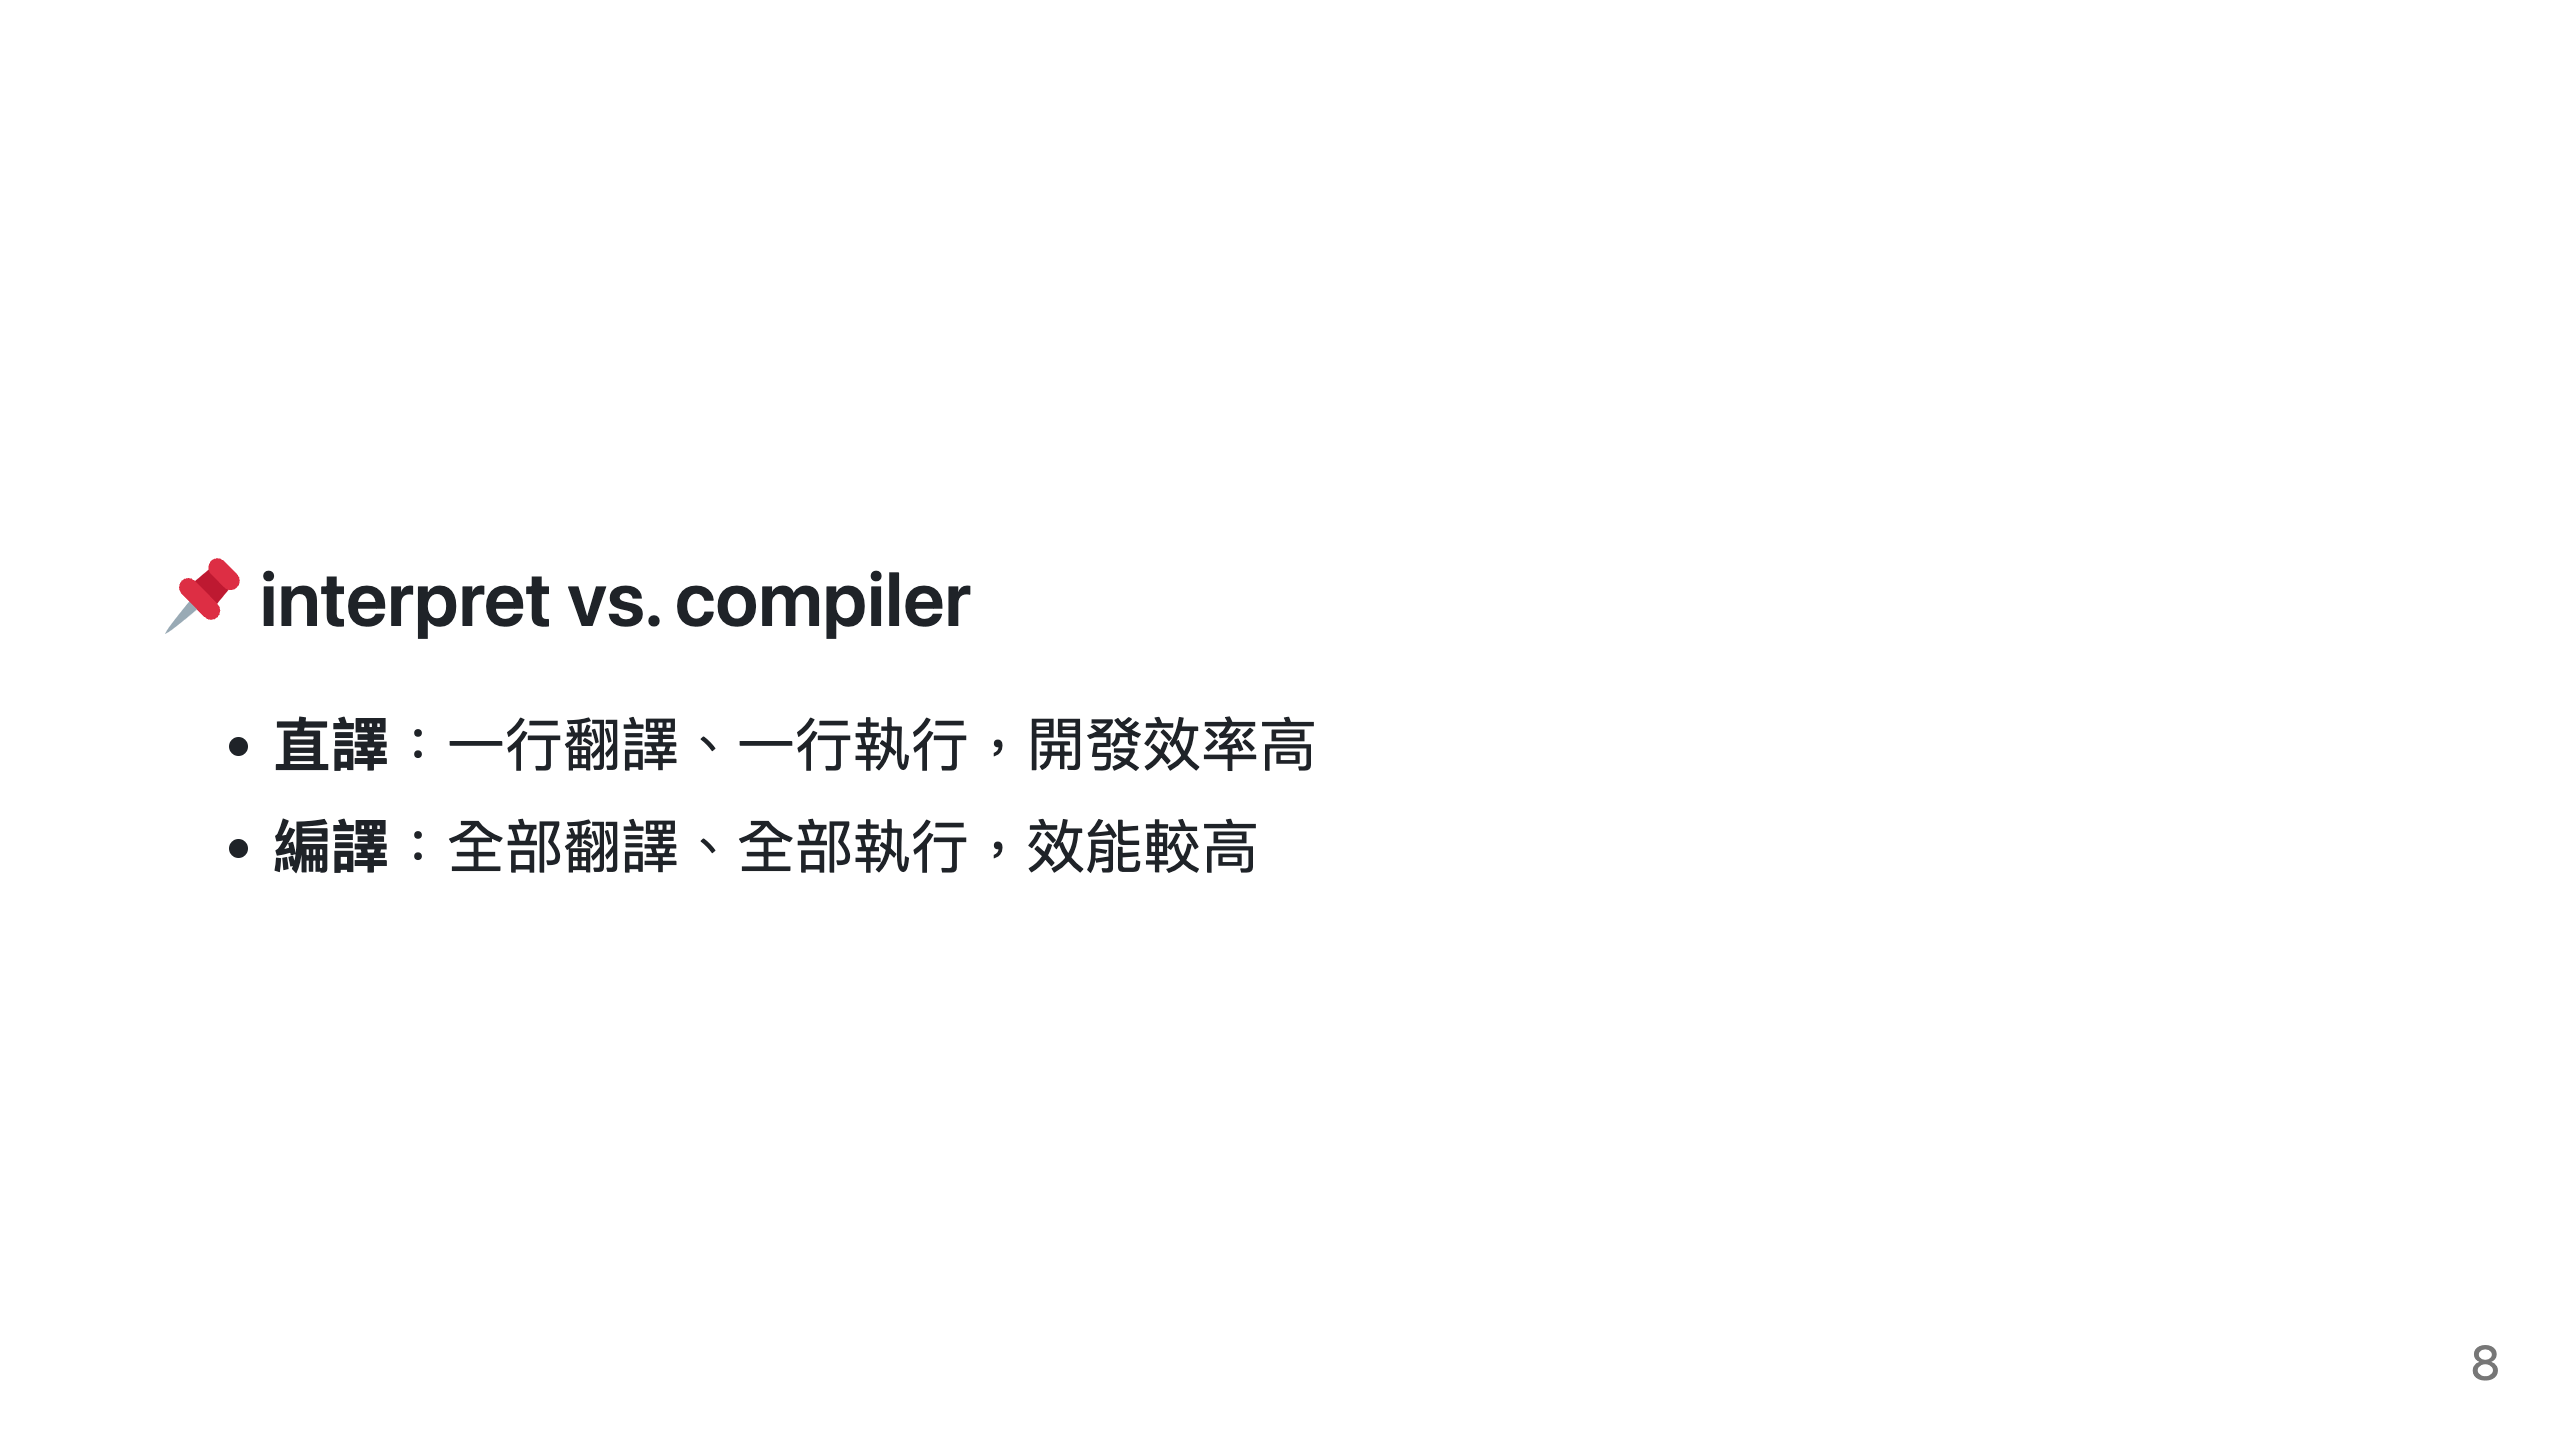 📌 interpret vs. compiler
• 直譯：一行翻譯、一行執行，開發效率高
• 編譯：全部翻譯、全部執行，效能較高
8